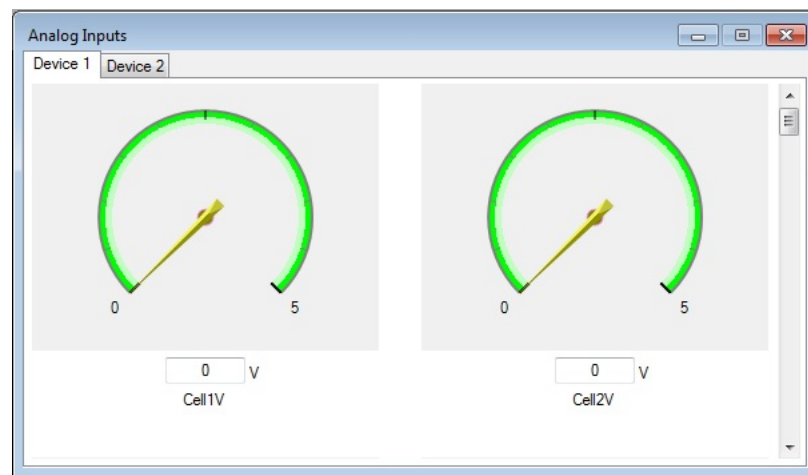 Analog Inputs
Device 1 Device 2
0 5 0 5
0 V 0 V
Cell1V Cell2V